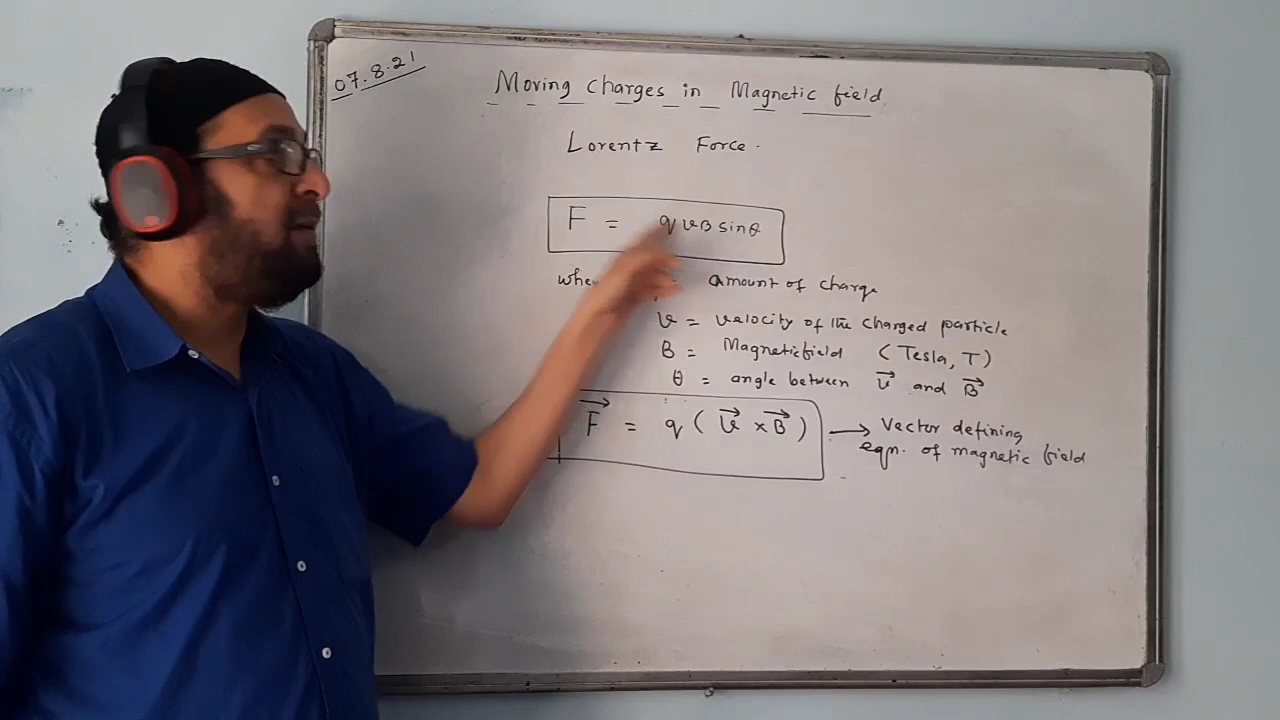 07.8.21
Moving charges in Magnetic field
Lorentz Force.
F = qvB sinθ
amount of charge
v = velocity of the charged particle
B = Magnetic field (Tesla, T)
θ = angle between v⃗ and B⃗
F⃗ = q ( v⃗ × B⃗ ) → Vector defining
eqn. of magnetic field